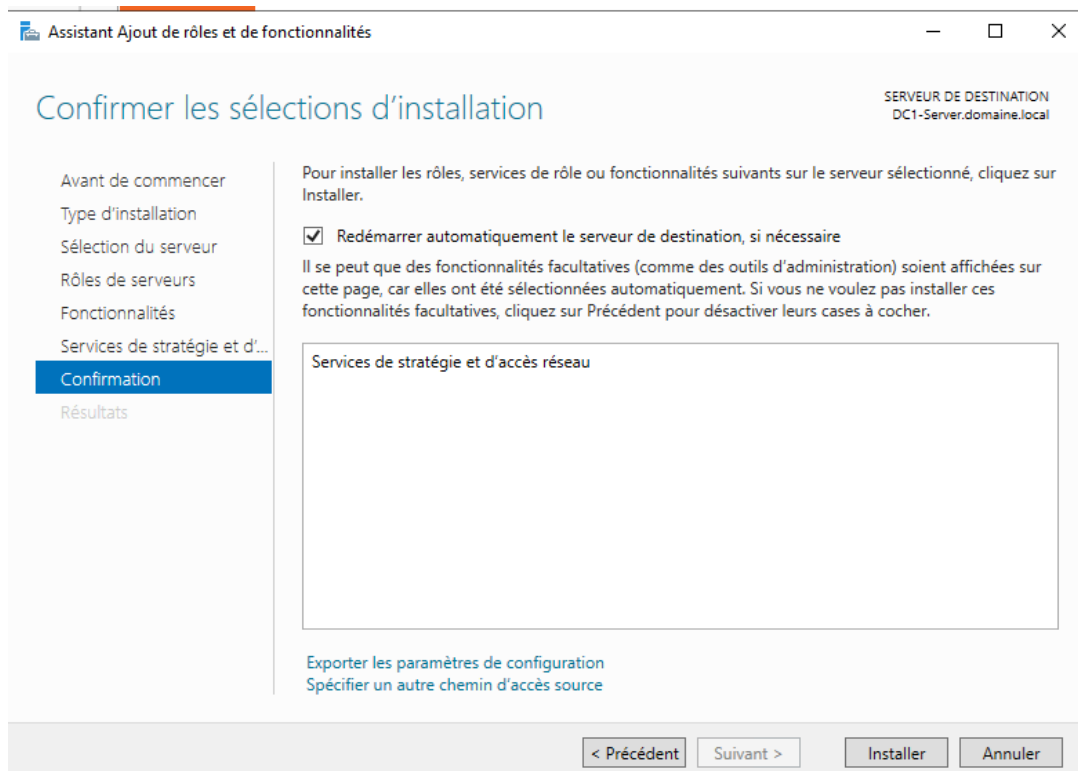 Assistant Ajout de rôles et de fonctionnalités
Confirmer les sélections d’installation
SERVEUR DE DESTINATION
DC1-Server.domaine.local
Avant de commencer
Type d'installation
Sélection du serveur
Rôles de serveurs
Fonctionnalités
Services de stratégie et d'...
Confirmation
Résultats
Pour installer les rôles, services de rôle ou fonctionnalités suivants sur le serveur sélectionné, cliquez sur
Installer.
Redémarrer automatiquement le serveur de destination, si nécessaire
Il se peut que des fonctionnalités facultatives (comme des outils d’administration) soient affichées sur
cette page, car elles ont été sélectionnées automatiquement. Si vous ne voulez pas installer ces
fonctionnalités facultatives, cliquez sur Précédent pour désactiver leurs cases à cocher.
Services de stratégie et d’accès réseau
Exporter les paramètres de configuration
Spécifier un autre chemin d’accès source
< Précédent
Suivant >
Installer
Annuler